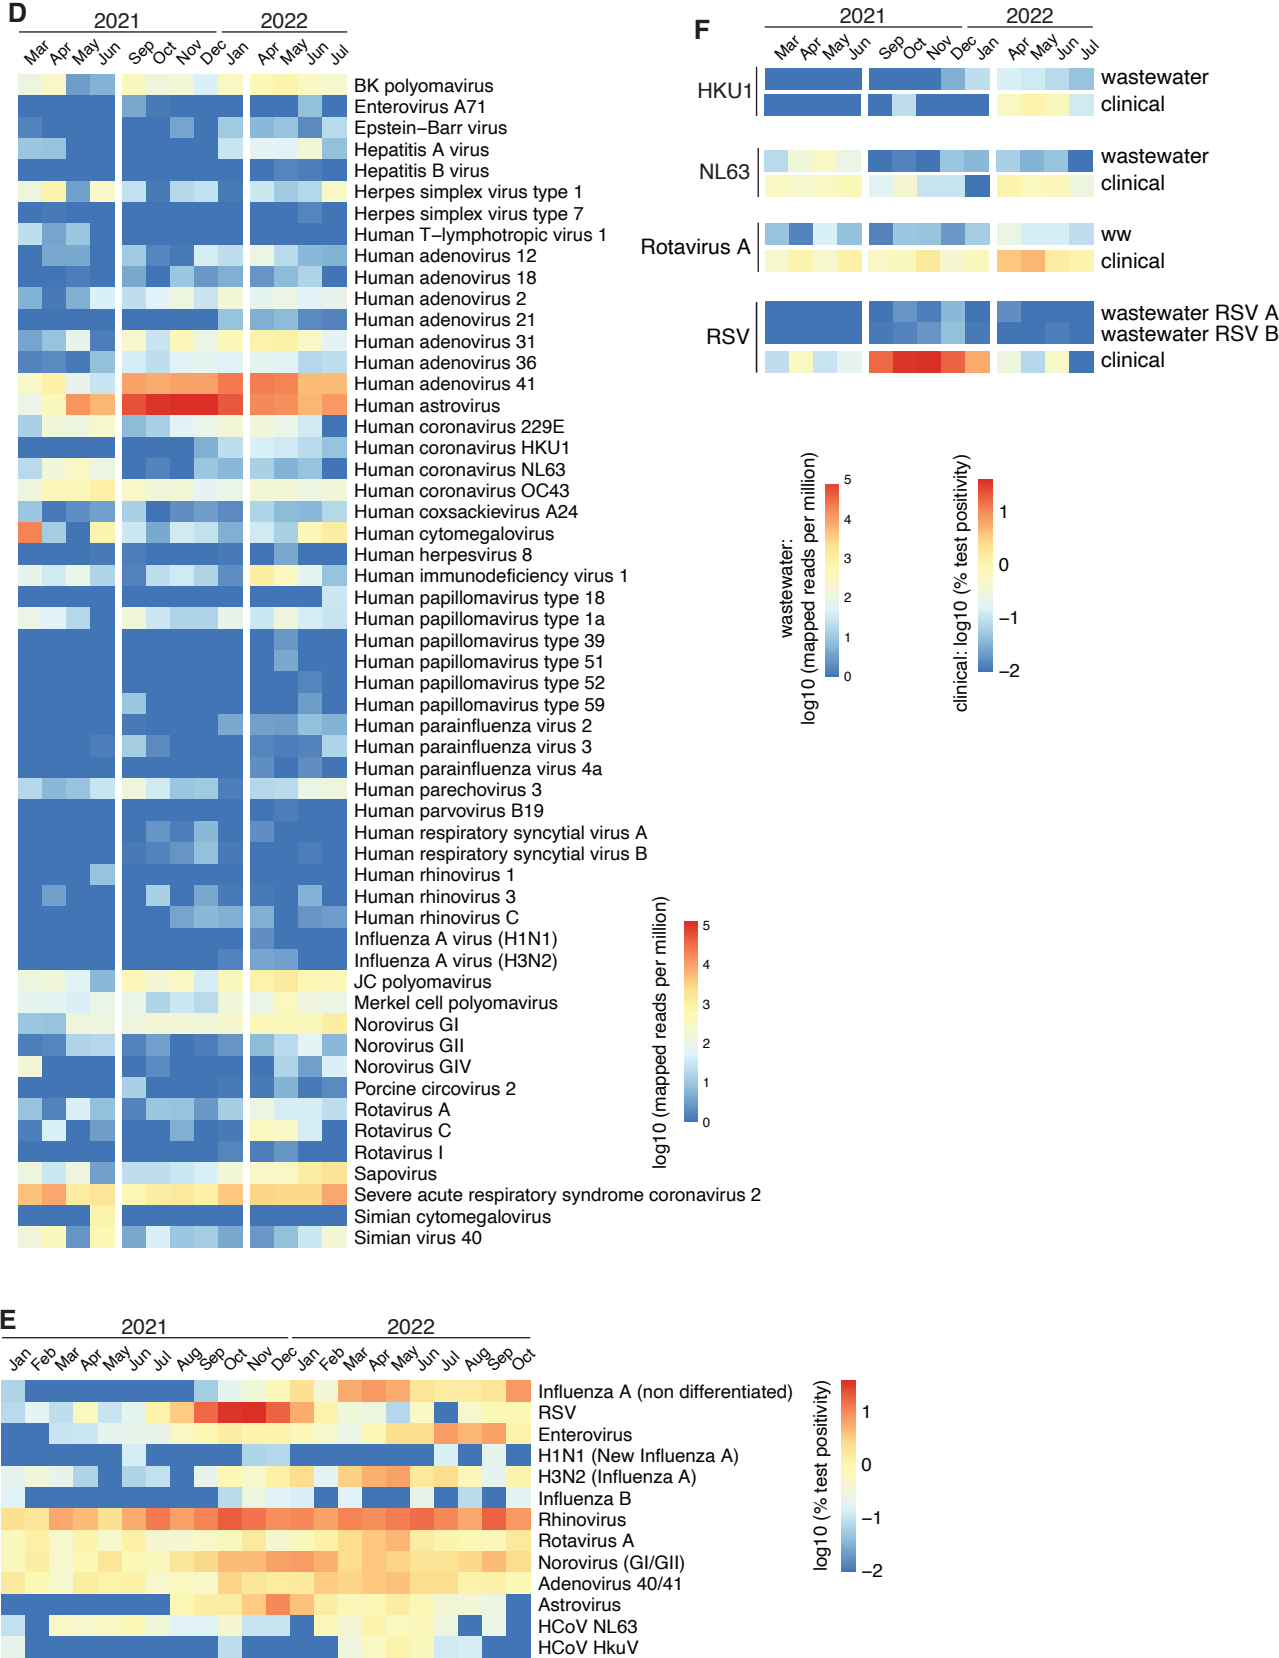 D
2021 2022
Mar Apr May Jun Sep Oct Nov Dec Jan Apr May Jun Jul
BK polyomavirus
Enterovirus A71
Epstein−Barr virus
Hepatitis A virus
Hepatitis B virus
Herpes simplex virus type 1
Herpes simplex virus type 7
Human T−lymphotropic virus 1
Human adenovirus 12
Human adenovirus 18
Human adenovirus 2
Human adenovirus 21
Human adenovirus 31
Human adenovirus 36
Human adenovirus 41
Human astrovirus
Human coronavirus 229E
Human coronavirus HKU1
Human coronavirus NL63
Human coronavirus OC43
Human coxsackievirus A24
Human cytomegalovirus
Human herpesvirus 8
Human immunodeficiency virus 1
Human papillomavirus type 18
Human papillomavirus type 1a
Human papillomavirus type 39
Human papillomavirus type 51
Human papillomavirus type 52
Human papillomavirus type 59
Human parainfluenza virus 2
Human parainfluenza virus 3
Human parainfluenza virus 4a
Human parechovirus 3
Human parvovirus B19
Human respiratory syncytial virus A
Human respiratory syncytial virus B
Human rhinovirus 1
Human rhinovirus 3
Human rhinovirus C
Influenza A virus (H1N1)
Influenza A virus (H3N2)
JC polyomavirus
Merkel cell polyomavirus
Norovirus GI
Norovirus GII
Norovirus GIV
Porcine circovirus 2
Rotavirus A
Rotavirus C
Rotavirus I
Sapovirus
Severe acute respiratory syndrome coronavirus 2
Simian cytomegalovirus
Simian virus 40
log10 (mapped reads per million)
5
4
3
2
1
0
F
2021 2022
Mar Apr May Jun Sep Oct Nov Dec Jan Apr May Jun Jul
HKU1
wastewater
clinical
NL63
wastewater
clinical
Rotavirus A
ww
clinical
RSV
wastewater RSV A
wastewater RSV B
clinical
wastewater:
log10 (mapped reads per million)
5
4
3
2
1
0
clinical: log10 (% test positivity)
1
0
−1
−2
E
2021 2022
Jan Feb Mar Apr May Jun Jul Aug Sep Oct Nov Dec Jan Feb Mar Apr May Jun Jul Aug Sep Oct
Influenza A (non differentiated)
RSV
Enterovirus
H1N1 (New Influenza A)
H3N2 (Influenza A)
Influenza B
Rhinovirus
Rotavirus A
Norovirus (GI/GII)
Adenovirus 40/41
Astrovirus
HCoV NL63
HCoV HkuV
log10 (% test positivity)
1
0
−1
−2